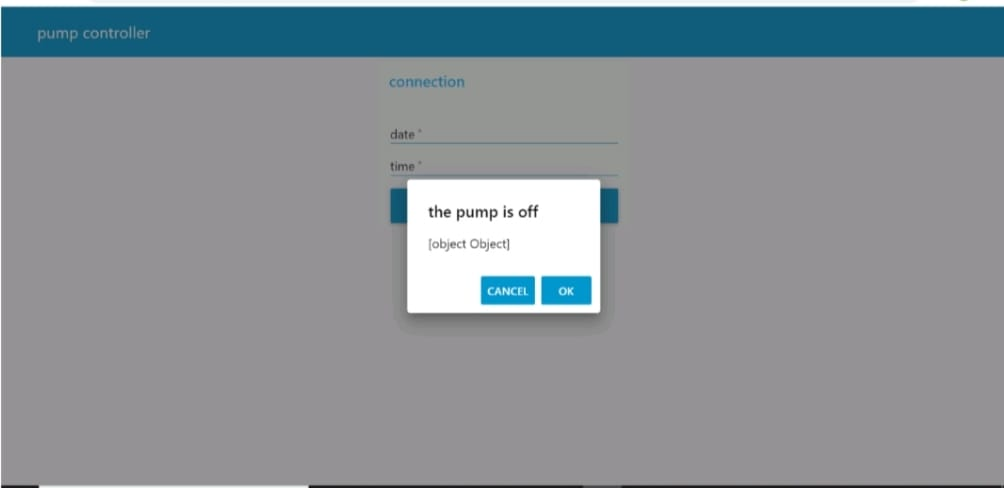 pump controller
connection
date *
time *
the pump is off
[object Object]
CANCEL OK